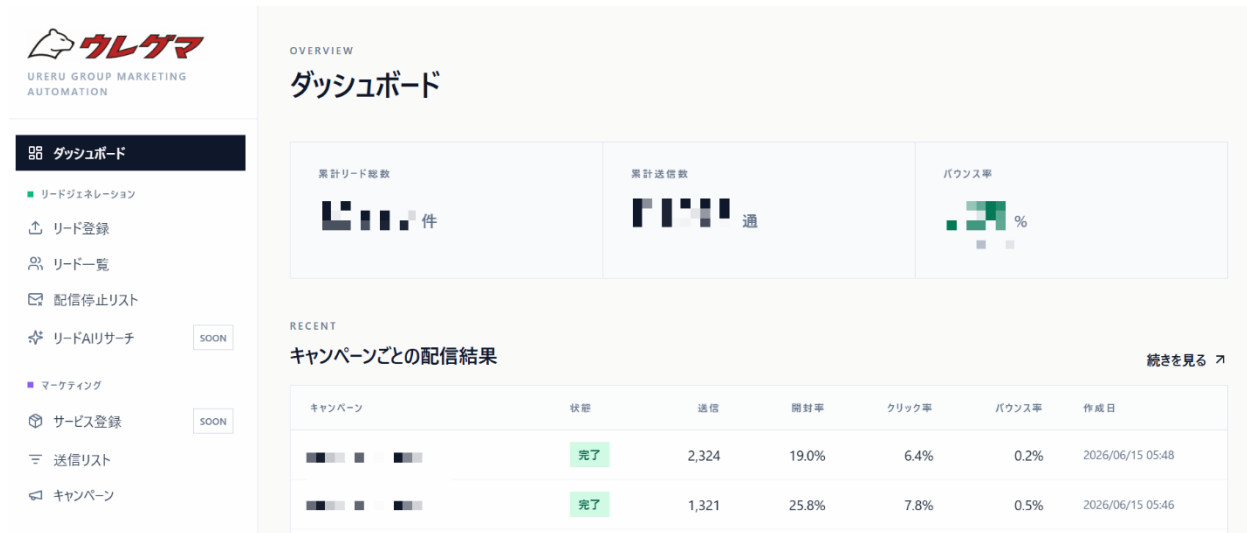 ウレグマ
URERU GROUP MARKETING
AUTOMATION
ダッシュボード
リードジェネレーション
リード登録
リード一覧
配信停止リスト
リードAIリサーチ SOON
マーケティング
サービス登録 SOON
送信リスト
キャンペーン
OVERVIEW
ダッシュボード
累計リード総数 累計送信数 バウンス率
件 通 %
RECENT
キャンペーンごとの配信結果
続きを見る
キャンペーン 状態 送信 開封率 クリック率 バウンス率 作成日
完了 2,324 19.0% 6.4% 0.2% 2026/06/15 05:48
完了 1,321 25.8% 7.8% 0.5% 2026/06/15 05:46